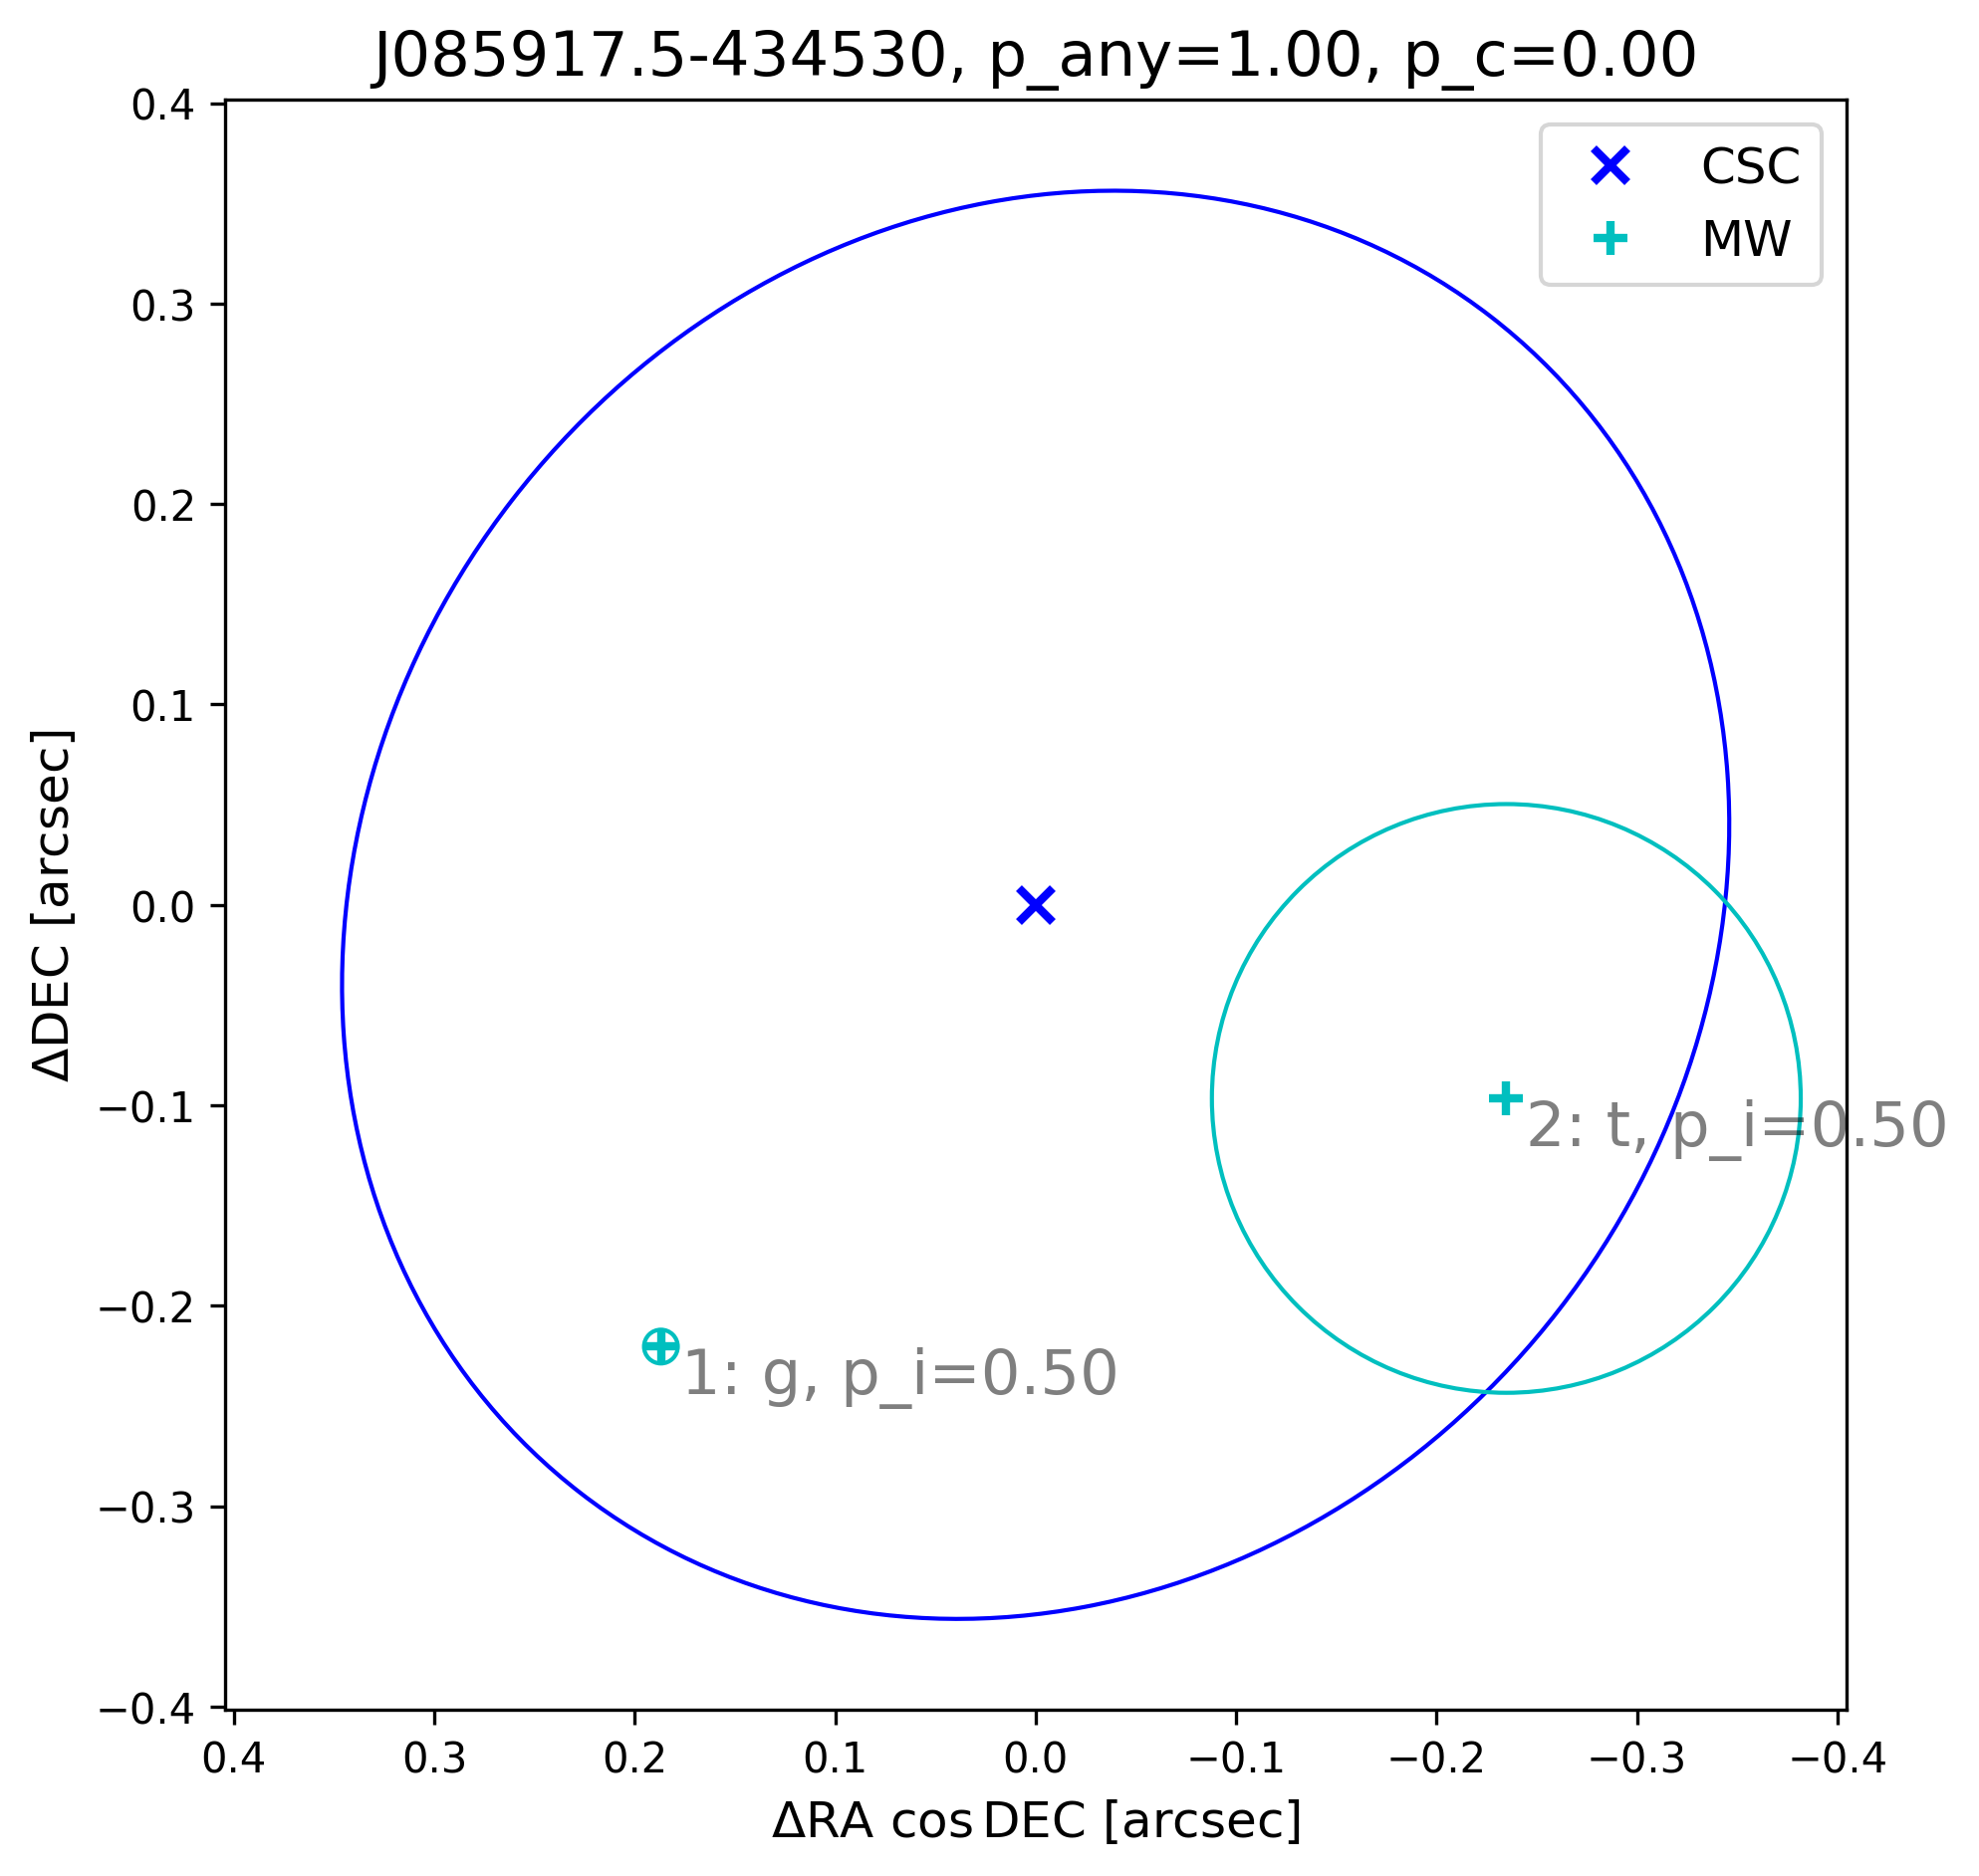 J085917.5-434530, p_any=1.00, p_c=0.00
CSC
MW
0.4
0.3
0.2
0.1
0.0
−0.1
−0.2
−0.3
−0.4
ΔDEC [arcsec]
2: t, p_i=0.50
1: g, p_i=0.50
0.4 0.3 0.2 0.1 0.0 −0.1 −0.2 −0.3 −0.4
ΔRA cos DEC [arcsec]